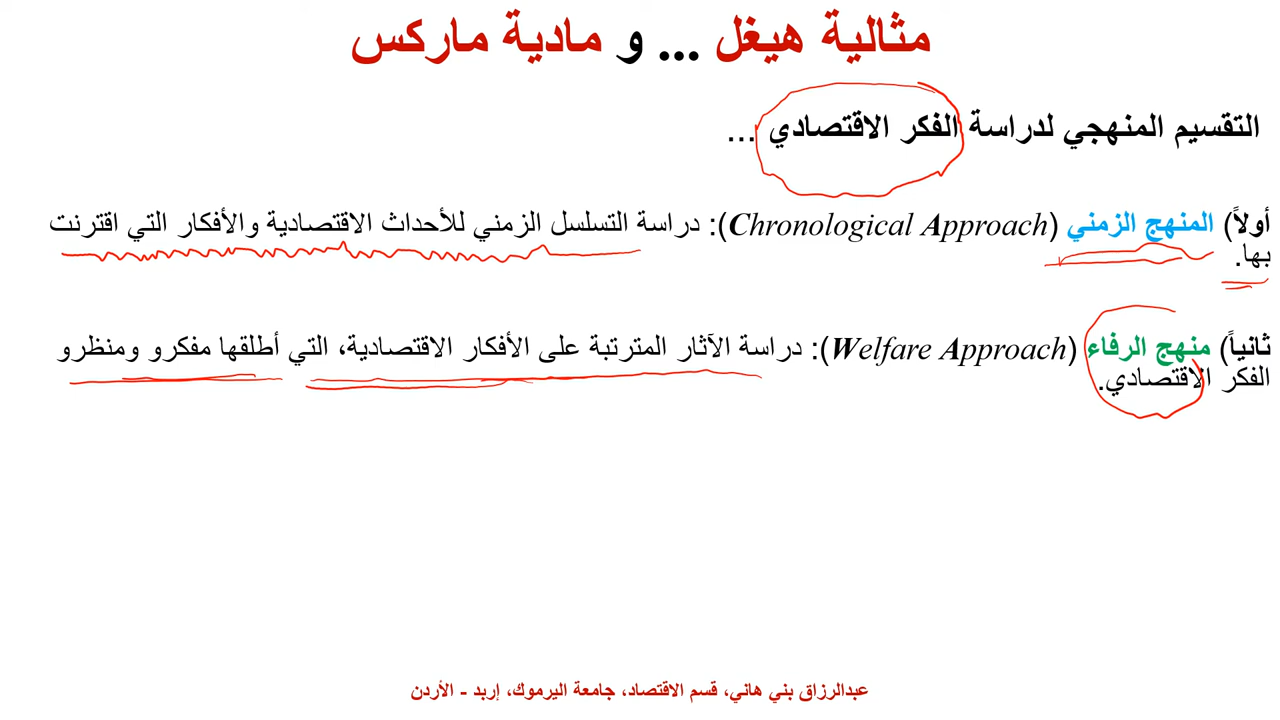 مثالية هيغل ... و مادية ماركس
التقسيم المنهجي لدراسة الفكر الاقتصادي ...
أولاً) المنهج الزمني (Chronological Approach): دراسة التسلسل الزمني للأحداث الاقتصادية والأفكار التي اقترنت
بها.
ثانياً) منهج الرفاء (Welfare Approach): دراسة الآثار المترتبة على الأفكار الاقتصادية، التي أطلقها مفكرو ومنظرو
الفكر الاقتصادي.
عبدالرزاق بني هاني، قسم الاقتصاد، جامعة اليرموك، إربد - الأردن